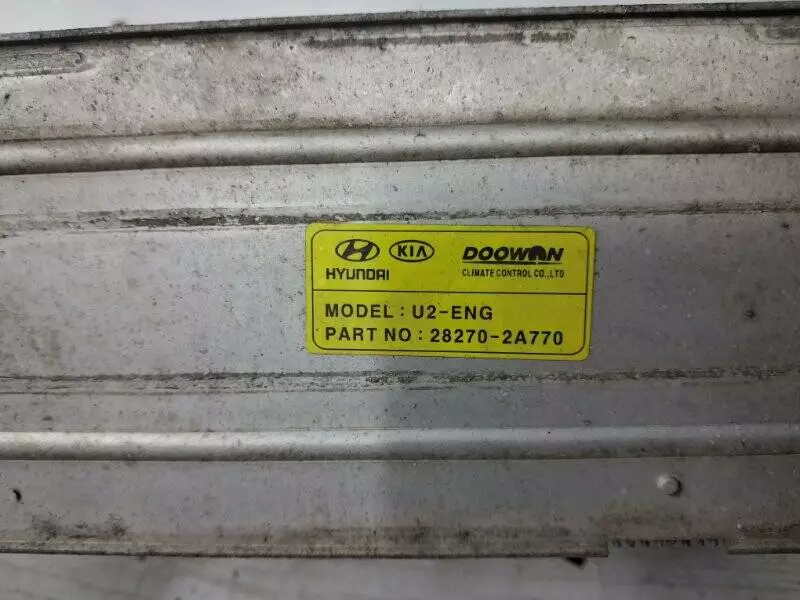 KIA DOOWON
HYUNDAI CLIMATE CONTROL CO.,LTD
MODEL : U2-ENG
PART NO : 28270-2A770